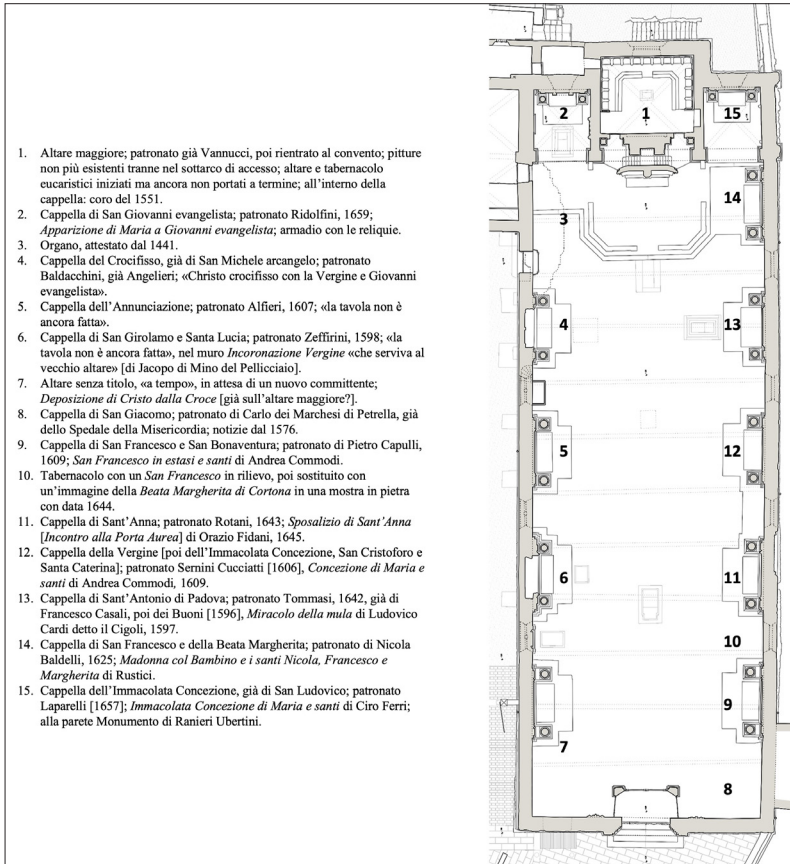 1. Altare maggiore; patronato già Vannucci, poi rientrato al convento; pitture
non più esistenti tranne nel sottarco di accesso; altare e tabernacolo
eucaristici iniziati ma ancora non portati a termine; all’interno della
cappella: coro del 1551.
2. Cappella di San Giovanni evangelista; patronato Ridolfini, 1659;
Apparizione di Maria a Giovanni evangelista; armadio con le reliquie.
3. Organo, attestato dal 1441.
4. Cappella del Crocifisso, già di San Michele arcangelo; patronato
Baldacchini, già Angelieri; «Christo crocifisso con la Vergine e Giovanni
evangelista».
5. Cappella dell’Annunciazione; patronato Alfieri, 1607; «la tavola non è
ancora fatta».
6. Cappella di San Girolamo e Santa Lucia; patronato Zeffirini, 1598; «la
tavola non è ancora fatta», nel muro Incoronazione Vergine «che serviva al
vecchio altare» [di Jacopo di Mino del Pellicciaio].
7. Altare senza titolo, «a tempo», in attesa di un nuovo committente;
Deposizione di Cristo dalla Croce [già sull’altare maggiore?].
8. Cappella di San Giacomo; patronato di Carlo dei Marchesi di Petrella, già
dello Spedale della Misericordia; notizie dal 1576.
9. Cappella di San Francesco e San Bonaventura; patronato di Pietro Capulli,
1609; San Francesco in estasi e santi di Andrea Commodi.
10. Tabernacolo con un San Francesco in rilievo, poi sostituito con
un’immagine della Beata Margherita di Cortona in una mostra in pietra
con data 1644.
11. Cappella di Sant’Anna; patronato Rotani, 1643; Sposalizio di Sant’Anna
[Incontro alla Porta Aurea] di Orazio Fidani, 1645.
12. Cappella della Vergine [poi dell’Immacolata Concezione, San Cristoforo e
Santa Caterina]; patronato Sernini Cucciatti [1606], Concezione di Maria e
santi di Andrea Commodi, 1609.
13. Cappella di Sant’Antonio di Padova; patronato Tommasi, 1642, già di
Francesco Casali, poi dei Buoni [1596], Miracolo della mula di Ludovico
Cardi detto il Cigoli, 1597.
14. Cappella di San Francesco e della Beata Margherita; patronato di Nicola
Baldelli, 1625; Madonna col Bambino e i santi Nicola, Francesco e
Margherita di Rustici.
15. Cappella dell’Immacolata Concezione, già di San Ludovico; patronato
Laparelli [1657]; Immacolata Concezione di Maria e santi di Ciro Ferri;
alla parete Monumento di Ranieri Ubertini.
2 1 15
14
3
4 13
5 12
6 11
10
9
7
8